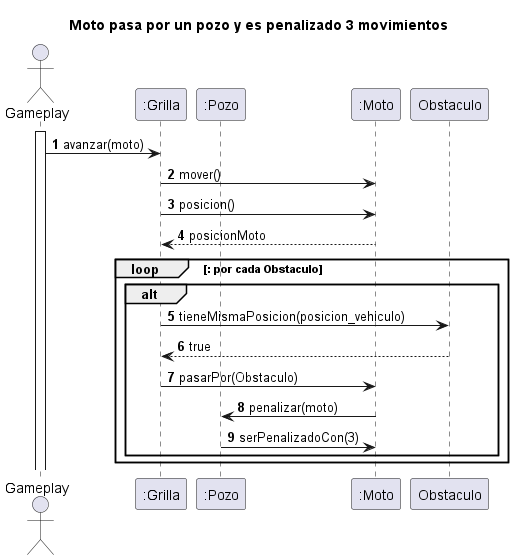 Moto pasa por un pozo y es penalizado 3 movimientos
Gameplay
:Grilla
:Pozo
:Moto
Obstaculo
1 avanzar(moto)
2 mover()
3 posicion()
4 posicionMoto
loop [: por cada Obstaculo]
alt
5 tieneMismaPosicion(posicion_vehiculo)
6 true
7 pasarPor(Obstaculo)
8 penalizar(moto)
9 serPenalizadoCon(3)
Gameplay
:Grilla
:Pozo
:Moto
Obstaculo